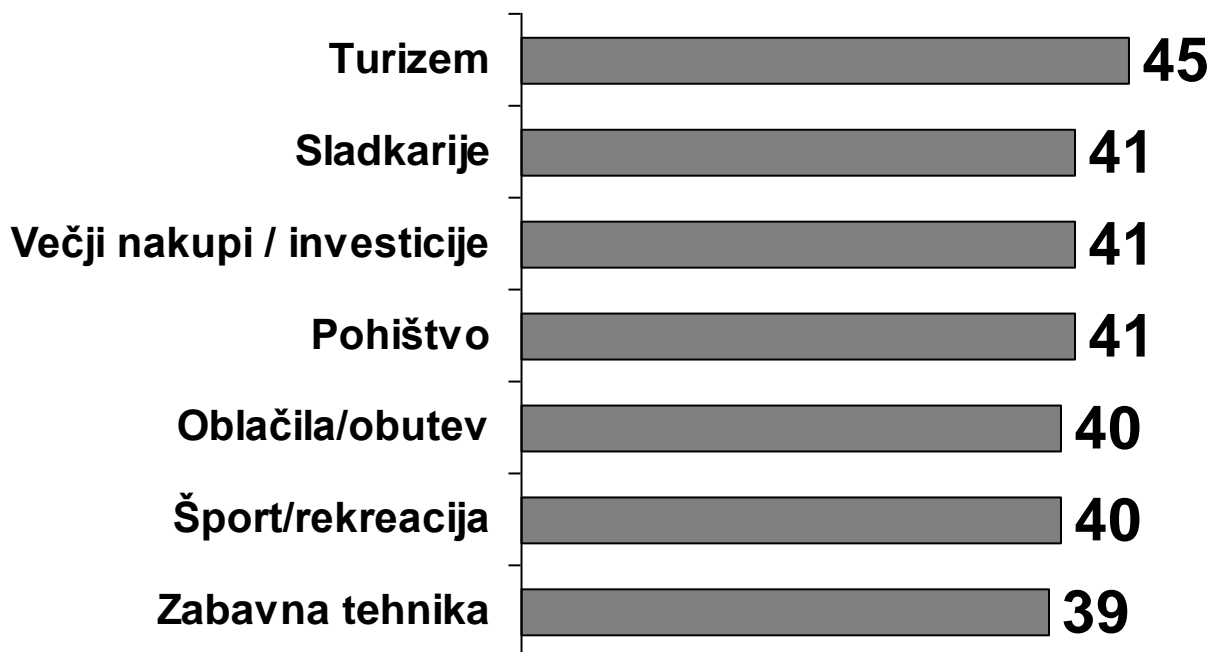 Turizem 45
Sladkarije 41
Večji nakupi / investicije 41
Pohištvo 41
Oblačila/obutev 40
Šport/rekreacija 40
Zabavna tehnika 39